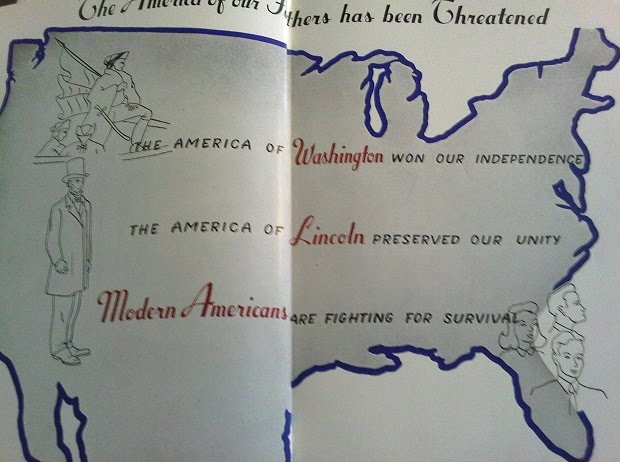 The America of our Fathers has been Threatened
THE AMERICA OF Washington WON OUR INDEPENDENCE
THE AMERICA OF Lincoln PRESERVED OUR UNITY
Modern Americans ARE FIGHTING FOR SURVIVAL